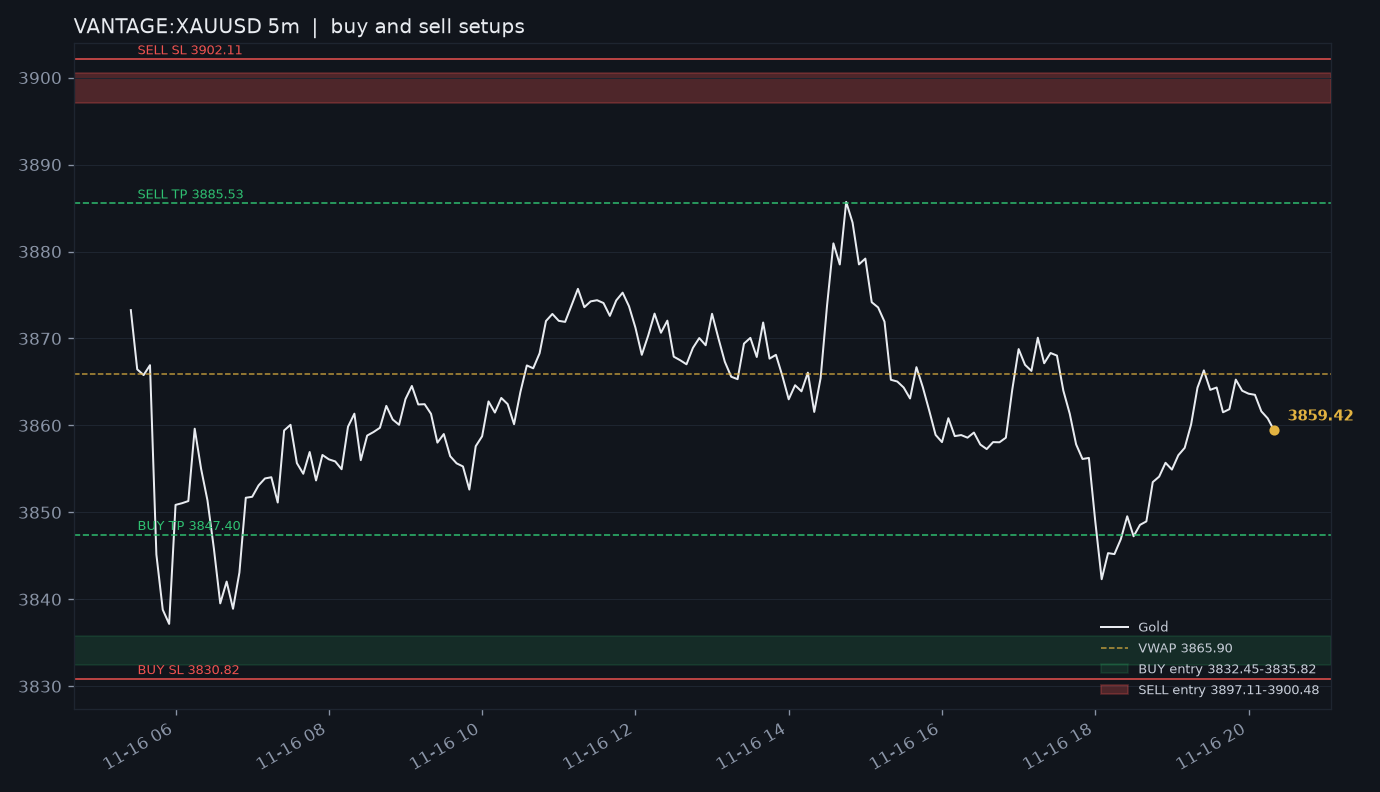 VANTAGE:XAUUSD 5m | buy and sell setups
SELL SL 3902.11
3900
3890
SELL TP 3885.53
3880
3870
3860
3859.42
3850
BUY TP 3847.40
3840
3830
BUY SL 3830.82
Gold
VWAP 3865.90
BUY entry 3832.45-3835.82
SELL entry 3897.11-3900.48
11-16 06
11-16 08
11-16 10
11-16 12
11-16 14
11-16 16
11-16 18
11-16 20